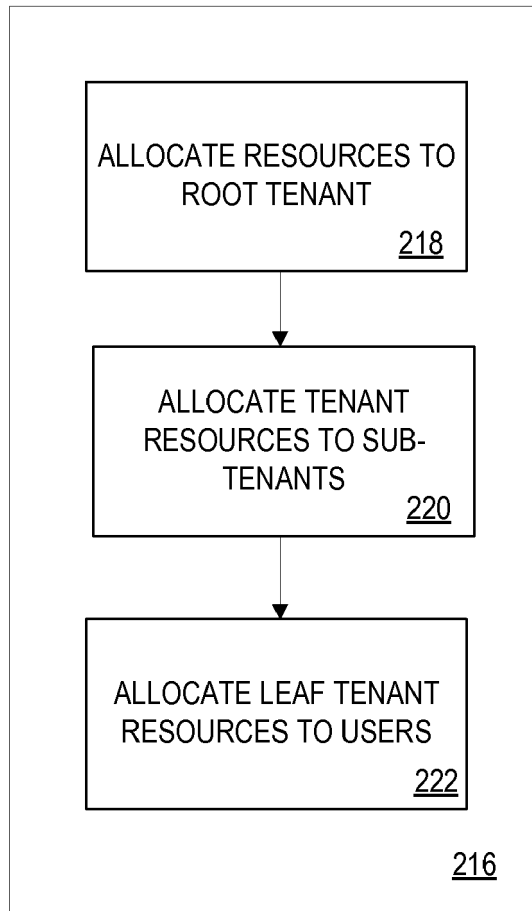 ALLOCATE RESOURCES TO
ROOT TENANT
218
ALLOCATE TENANT
RESOURCES TO SUB-
TENANTS
220
ALLOCATE LEAF TENANT
RESOURCES TO USERS
222
216